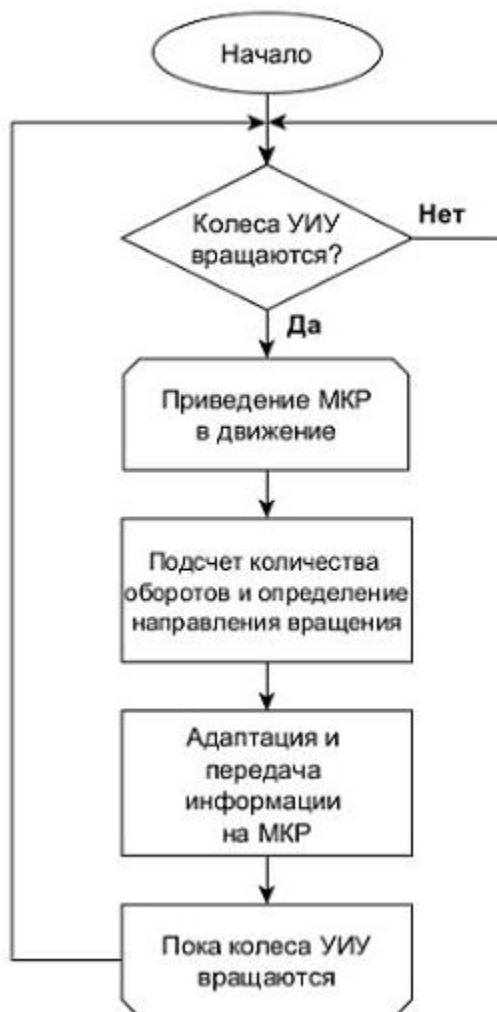 Начало
Колеса УИУ
вращаются?
Нет
Да
Приведение МКР
в движение
Подсчет количества
оборотов и определение
направления вращения
Адаптация и
передача
информации
на МКР
Пока колеса УИУ
вращаются